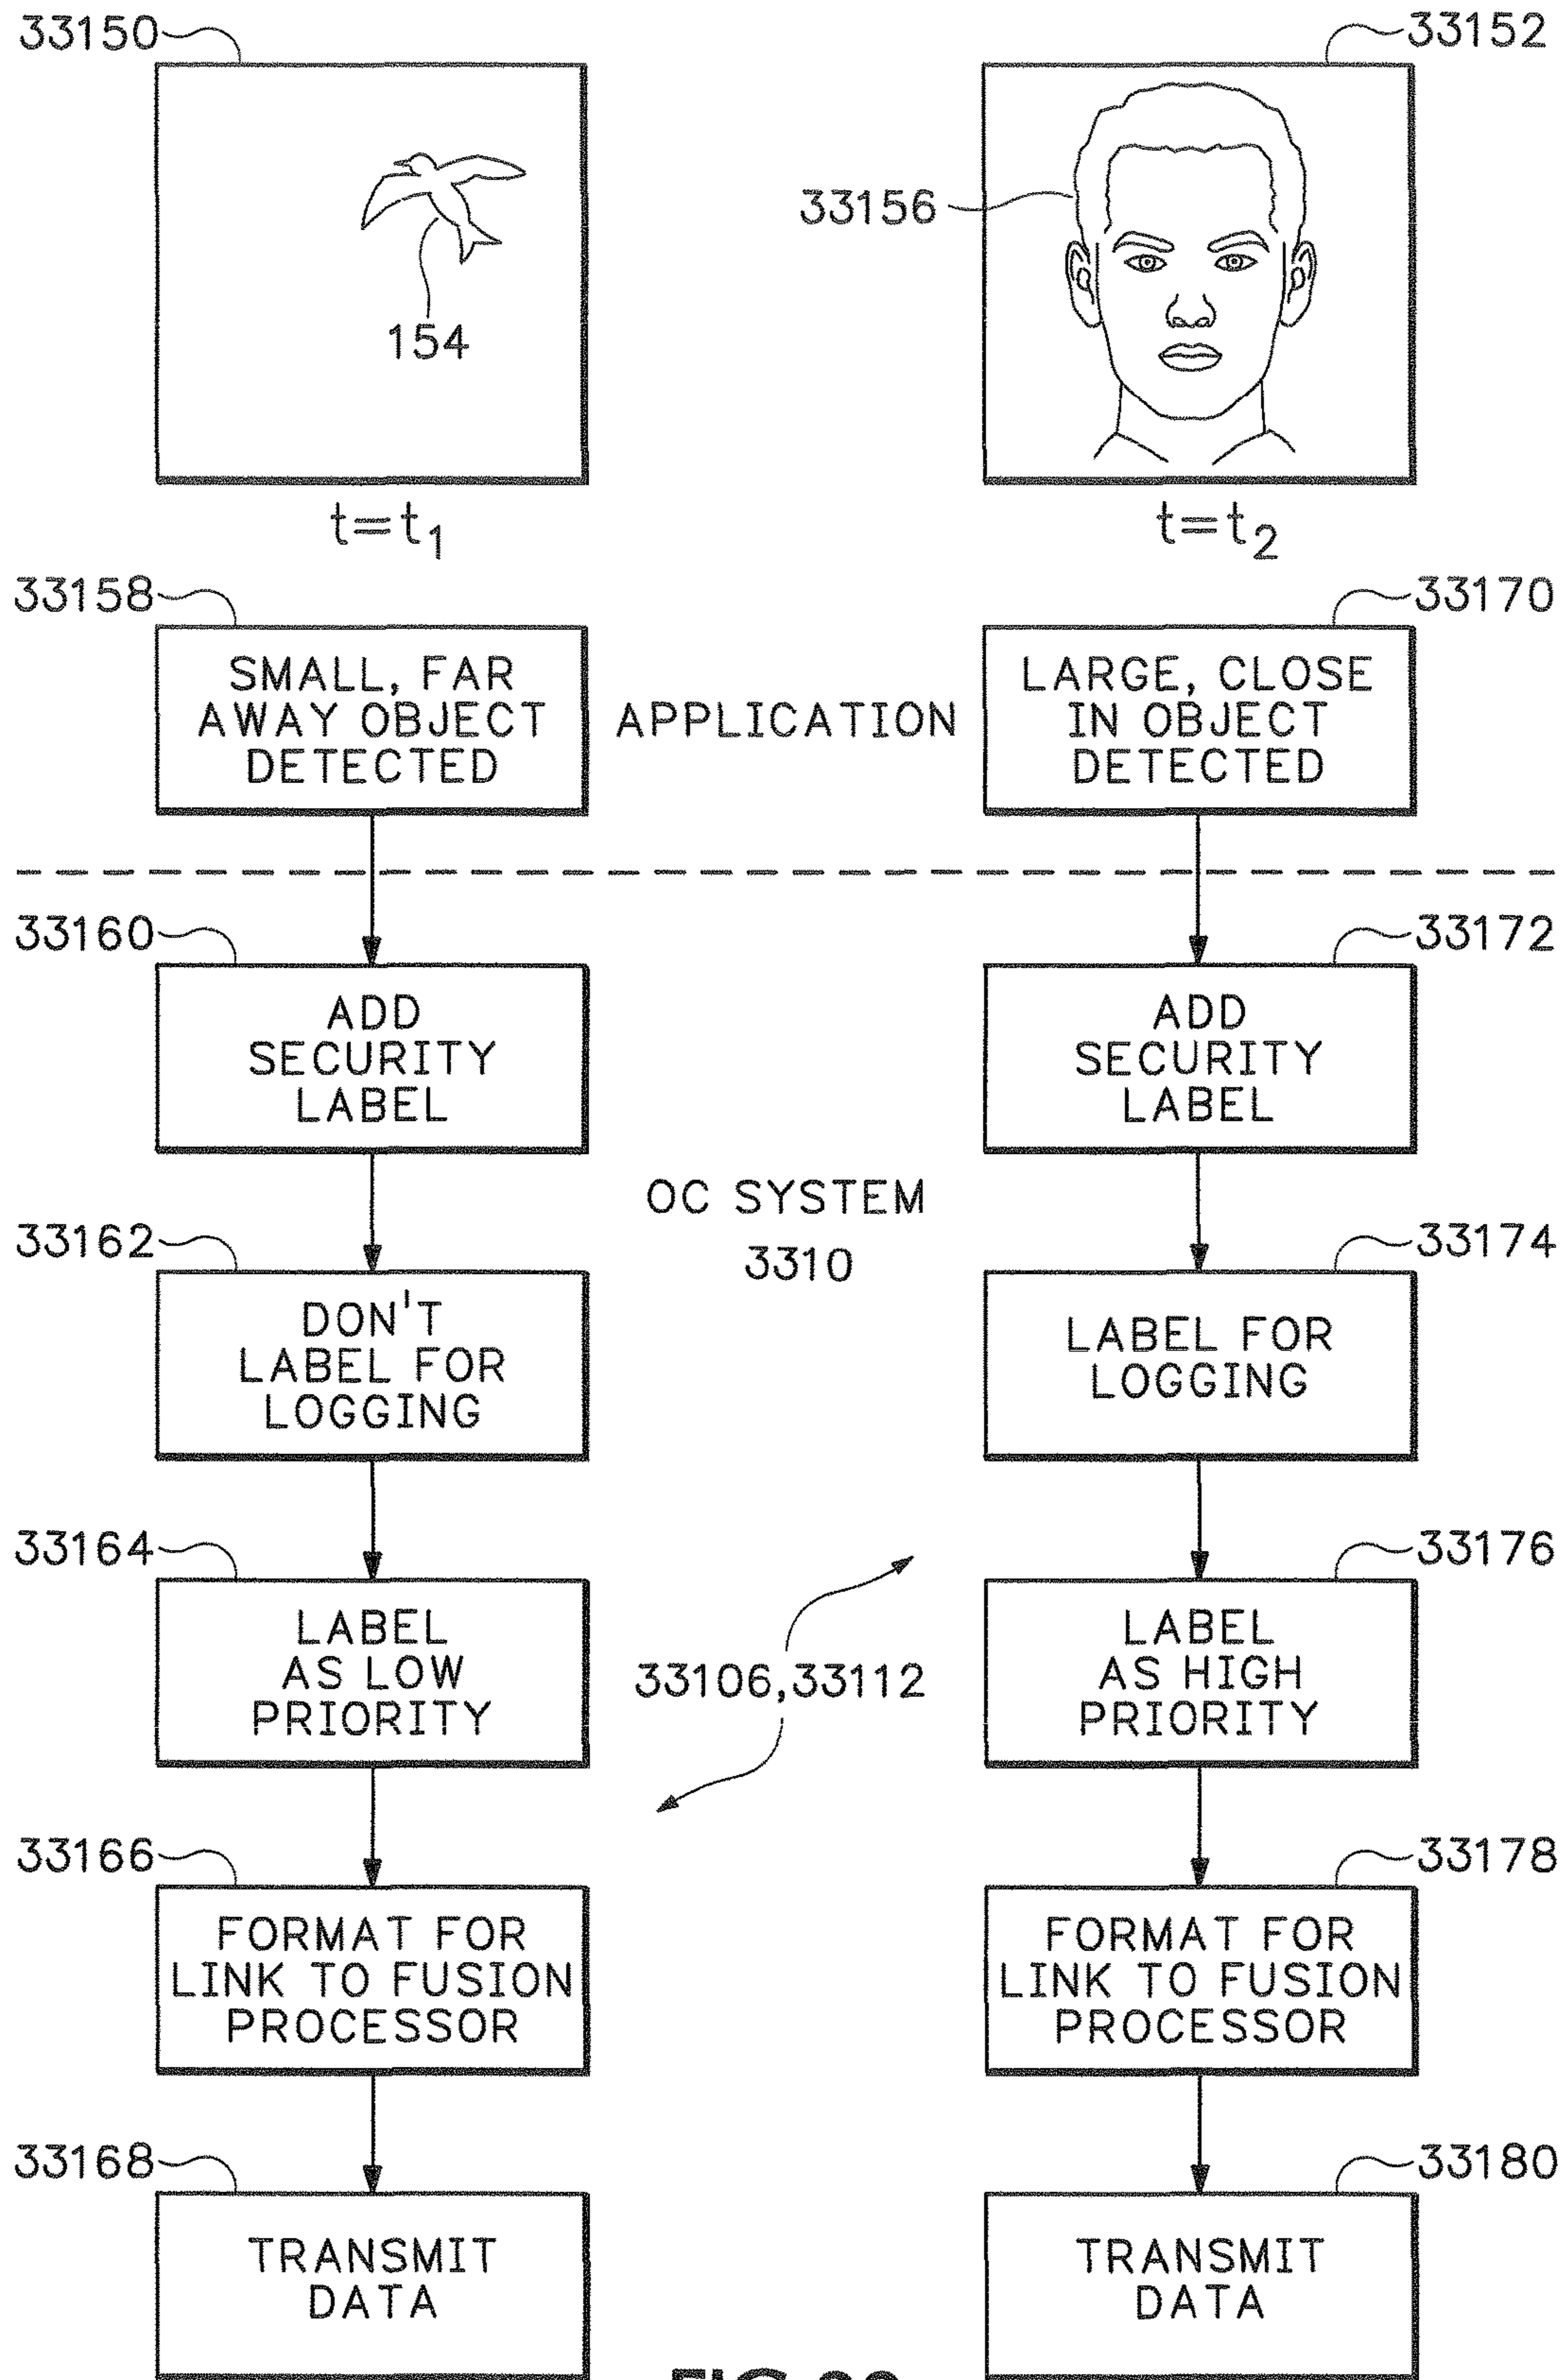 33150
33152
33156
154
t=t1
t=t2
33158
33170
SMALL, FAR
AWAY OBJECT
DETECTED
APPLICATION
LARGE, CLOSE
IN OBJECT
DETECTED
33160
33172
ADD
SECURITY
LABEL
ADD
SECURITY
LABEL
OC SYSTEM
3310
33162
33174
DON'T
LABEL FOR
LOGGING
LABEL FOR
LOGGING
33164
33176
LABEL
AS LOW
PRIORITY
33106,33112
LABEL
AS HIGH
PRIORITY
33166
33178
FORMAT FOR
LINK TO FUSION
PROCESSOR
FORMAT FOR
LINK TO FUSION
PROCESSOR
33168
33180
TRANSMIT
DATA
TRANSMIT
DATA